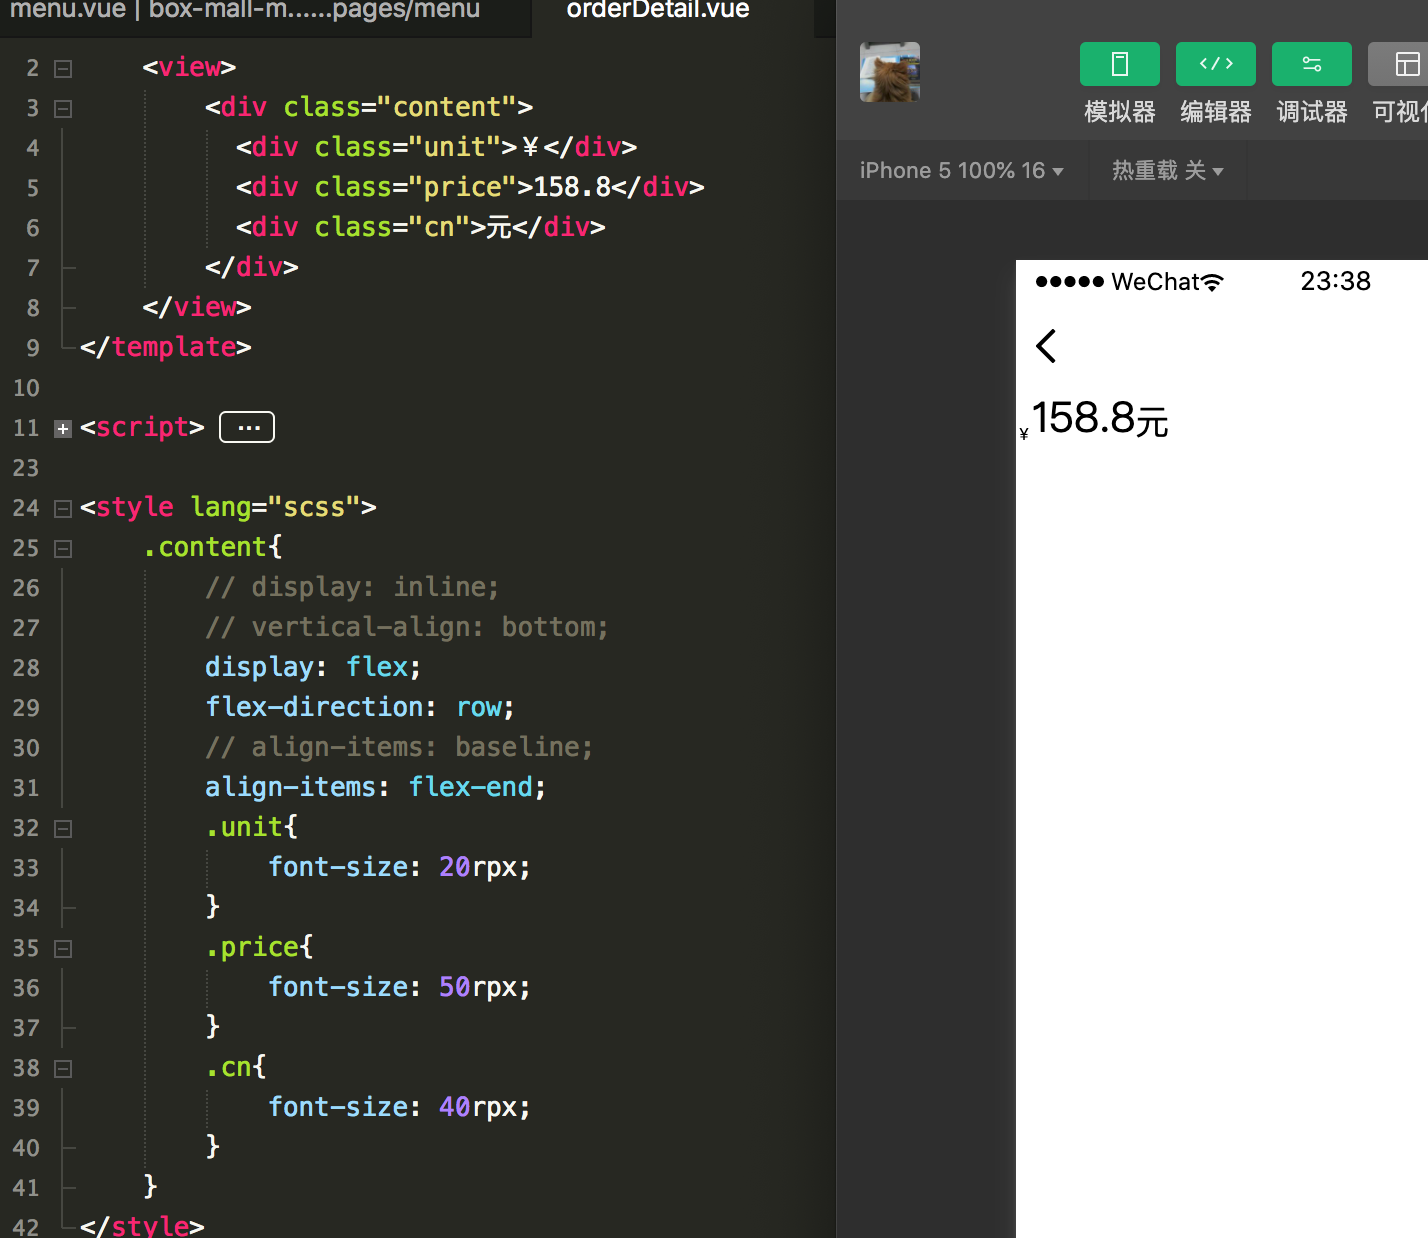 menu.vue | box-mall-m......pages/menu
orderDetail.vue
2 <view>
3 <div class="content">
4 <div class="unit">¥</div>
5 <div class="price">158.8</div>
6 <div class="cn">元</div>
7 </div>
8 </view>
9 </template>
10
11 <script> ...
23
24 <style lang="scss">
25 .content{
26 // display: inline;
27 // vertical-align: bottom;
28 display: flex;
29 flex-direction: row;
30 // align-items: baseline;
31 align-items: flex-end;
32 .unit{
33 font-size: 20rpx;
34 }
35 .price{
36 font-size: 50rpx;
37 }
38 .cn{
39 font-size: 40rpx;
40 }
41 }
42 </style>
模拟器 编辑器 调试器 可视
iPhone 5 100% 16 热重载 关
WeChat 23:38
¥158.8元